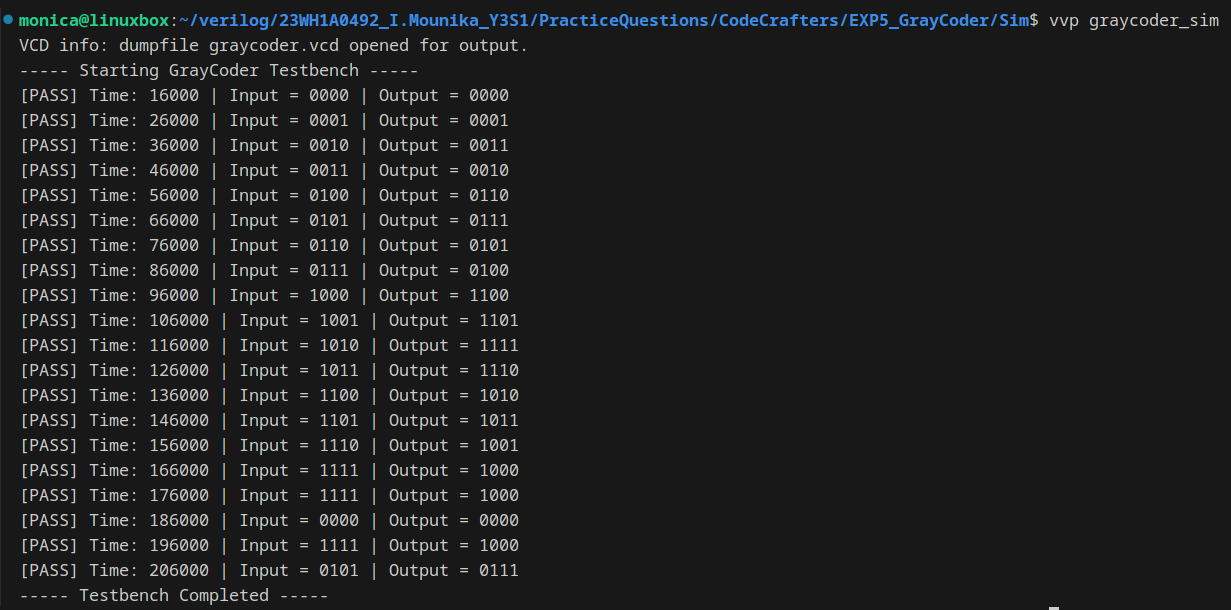 monica@linuxbox:~/verilog/23WH1A0492_I.Mounika_Y3S1/PracticeQuestions/CodeCrafters/EXP5_GrayCoder/Sim$ vvp graycoder_sim
VCD info: dumpfile graycoder.vcd opened for output.
----- Starting GrayCoder Testbench -----
[PASS] Time: 16000 | Input = 0000 | Output = 0000
[PASS] Time: 26000 | Input = 0001 | Output = 0001
[PASS] Time: 36000 | Input = 0010 | Output = 0011
[PASS] Time: 46000 | Input = 0011 | Output = 0010
[PASS] Time: 56000 | Input = 0100 | Output = 0110
[PASS] Time: 66000 | Input = 0101 | Output = 0111
[PASS] Time: 76000 | Input = 0110 | Output = 0101
[PASS] Time: 86000 | Input = 0111 | Output = 0100
[PASS] Time: 96000 | Input = 1000 | Output = 1100
[PASS] Time: 106000 | Input = 1001 | Output = 1101
[PASS] Time: 116000 | Input = 1010 | Output = 1111
[PASS] Time: 126000 | Input = 1011 | Output = 1110
[PASS] Time: 136000 | Input = 1100 | Output = 1010
[PASS] Time: 146000 | Input = 1101 | Output = 1011
[PASS] Time: 156000 | Input = 1110 | Output = 1001
[PASS] Time: 166000 | Input = 1111 | Output = 1000
[PASS] Time: 176000 | Input = 1111 | Output = 1000
[PASS] Time: 186000 | Input = 0000 | Output = 0000
[PASS] Time: 196000 | Input = 1111 | Output = 1000
[PASS] Time: 206000 | Input = 0101 | Output = 0111
----- Testbench Completed -----